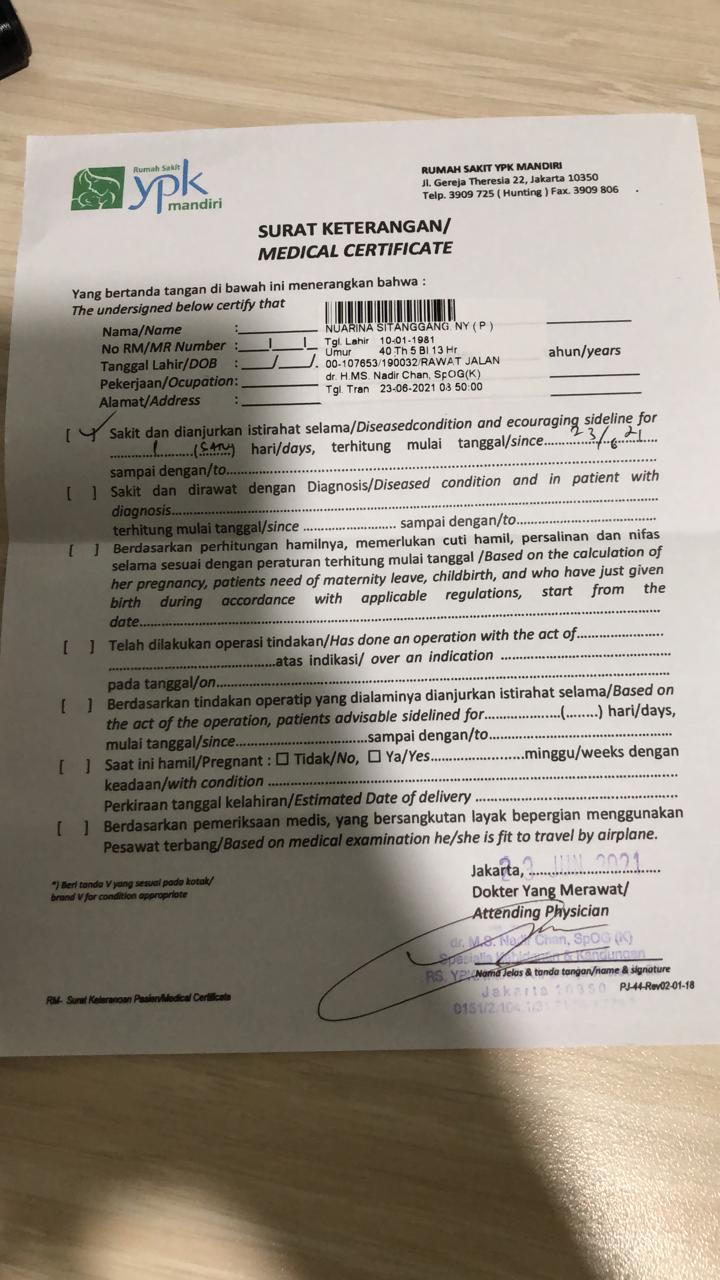 Rumah Sakit
ypk
mandiri
RUMAH SAKIT YPK MANDIRI
Jl. Gereja Theresia 22, Jakarta 10350
Telp. 3909 725 ( Hunting ) Fax. 3909 806
SURAT KETERANGAN/
MEDICAL CERTIFICATE
Yang bertanda tangan di bawah ini menerangkan bahwa :
The undersigned below certify that
Nama/Name :
NUARINA SITANGGANG, NY ( P )
No RM/MR Number :
Tgl. Lahir 10-01-1981
Umur 40 Th 5 Bl 13 Hr
Tanggal Lahir/DOB : / /
ahun/years
00-107653/190032/RAWAT JALAN
Pekerjaan/Ocupation:
dr. H.MS. Nadir Chan, SpOG(K)
Alamat/Address :
Tgl. Tran 23-06-2021 08:50:00
[ ✓ ] Sakit dan dianjurkan istirahat selama/Diseasedcondition and ecouraging sideline for
1 (SATU) hari/days, terhitung mulai tanggal/since 23/6 21
sampai dengan/to
[ ] Sakit dan dirawat dengan Diagnosis/Diseased condition and in patient with
diagnosis
terhitung mulai tanggal/since sampai dengan/to
[ ] Berdasarkan perhitungan hamilnya, memerlukan cuti hamil, persalinan dan nifas
selama sesuai dengan peraturan terhitung mulai tanggal /Based on the calculation of
her pregnancy, patients need of maternity leave, childbirth, and who have just given
birth during accordance with applicable regulations, start from the
date
[ ] Telah dilakukan operasi tindakan/Has done an operation with the act of
atas indikasi/ over an indication
pada tanggal/on
[ ] Berdasarkan tindakan operatip yang dialaminya dianjurkan istirahat selama/Based on
the act of the operation, patients advisable sidelined for (........) hari/days,
mulai tanggal/since sampai dengan/to
[ ] Saat ini hamil/Pregnant : ☐ Tidak/No, ☐ Ya/Yes minggu/weeks dengan
keadaan/with condition
Perkiraan tanggal kelahiran/Estimated Date of delivery
[ ] Berdasarkan pemeriksaan medis, yang bersangkutan layak bepergian menggunakan
Pesawat terbang/Based on medical examination he/she is fit to travel by airplane.
Jakarta, 23 JUN 2021
*) Beri tanda V yang sesuai pada kotak/
brand V for condition appropriate
Dokter Yang Merawat/
Attending Physician
dr. M.S. Nadir Chan, SpOG (K)
Spesialis Kebidanan & Kandungan
RS. YPK
Nama Jelas & tanda tangan/name & signature
Jakarta 10350
RM- Surat Keterangan Pasien/Medical Certificate
PJ-44-Rev02-01-18